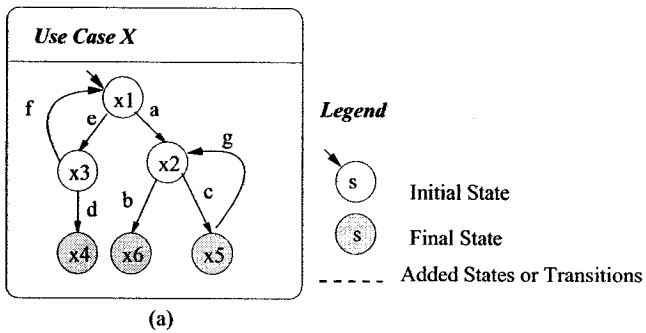 Use Case X
x1
f
e
a
g
x3
x2
d
b
c
x4
x6
x5
(a)
Legend
s
Initial State
s
Final State
Added States or Transitions